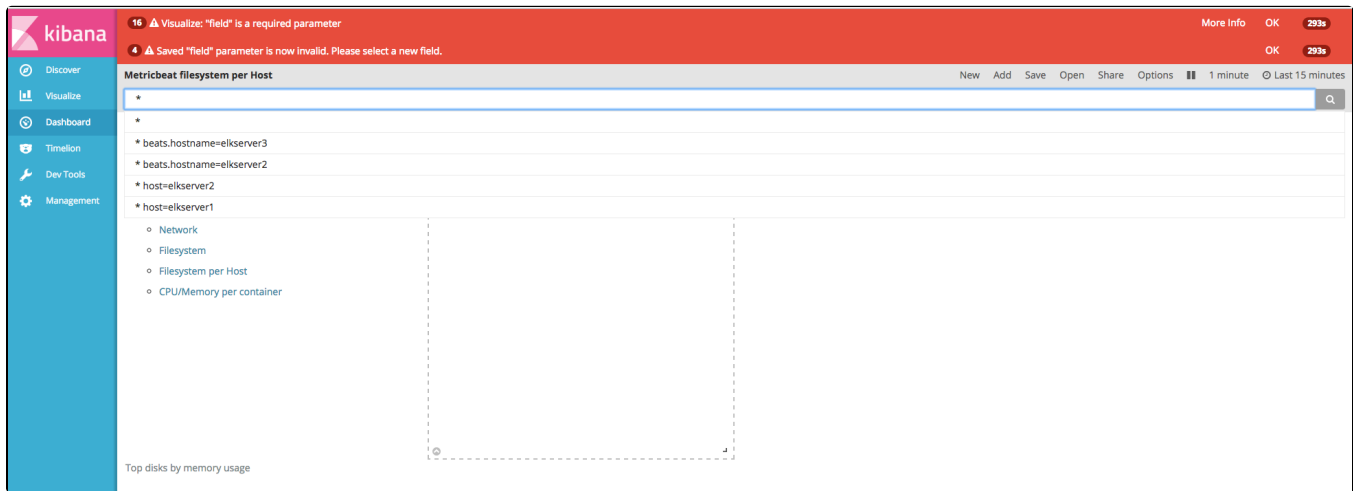 kibana
16 Visualize: "field" is a required parameter More Info OK 293s
4 Saved "field" parameter is now invalid. Please select a new field. OK 293s
Discover
Visualize
Dashboard
Timelion
Dev Tools
Management
Metricbeat filesystem per Host New Add Save Open Share Options 1 minute Last 15 minutes
*
*
* beats.hostname=elkserver3
* beats.hostname=elkserver2
* host=elkserver2
* host=elkserver1
Network
Filesystem
Filesystem per Host
CPU/Memory per container
Top disks by memory usage